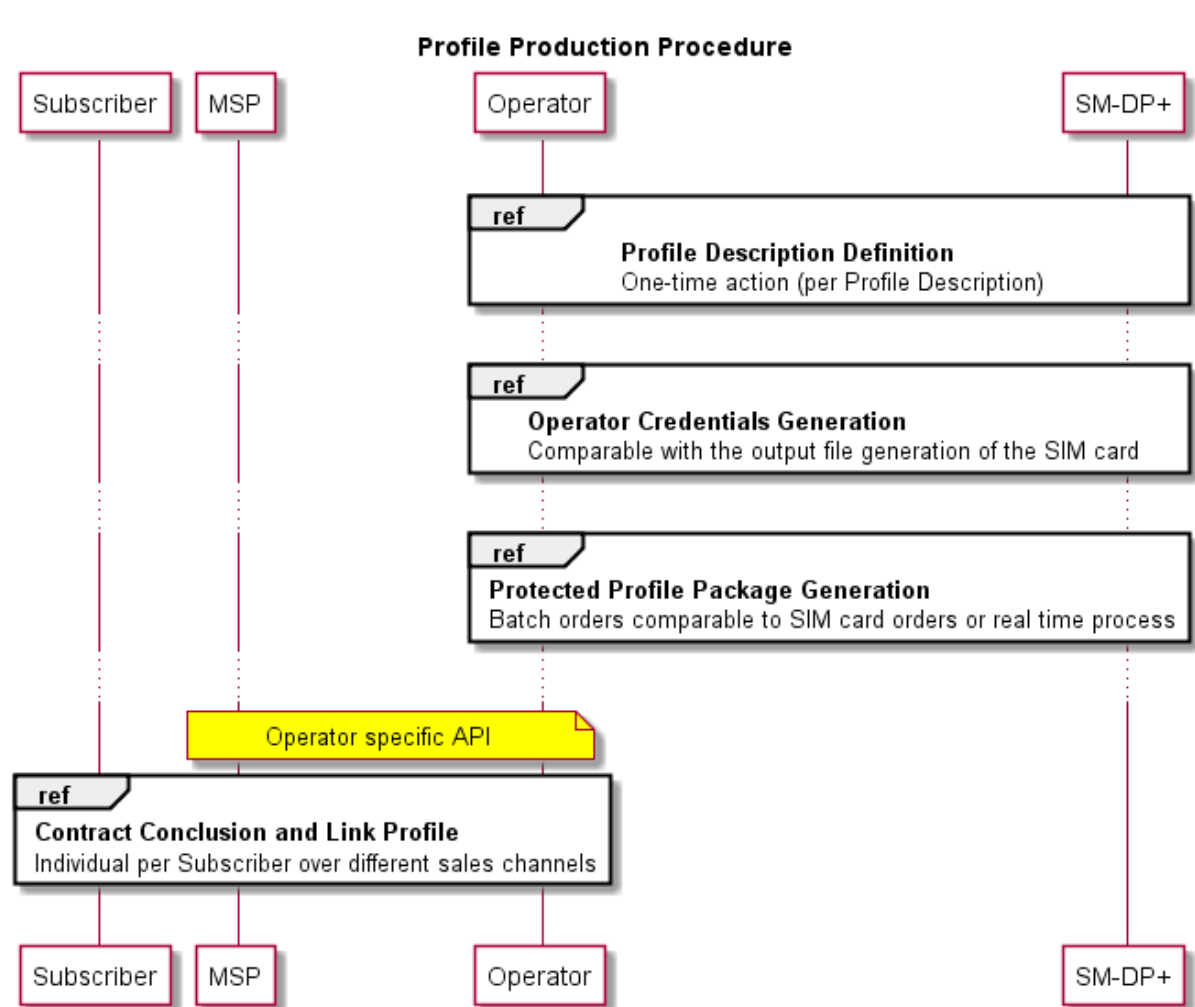 Profile Production Procedure
Subscriber MSP Operator SM-DP+
ref
Profile Description Definition
One-time action (per Profile Description)
ref
Operator Credentials Generation
Comparable with the output file generation of the SIM card
ref
Protected Profile Package Generation
Batch orders comparable to SIM card orders or real time process
Operator specific API
ref
Contract Conclusion and Link Profile
Individual per Subscriber over different sales channels
Subscriber MSP Operator SM-DP+